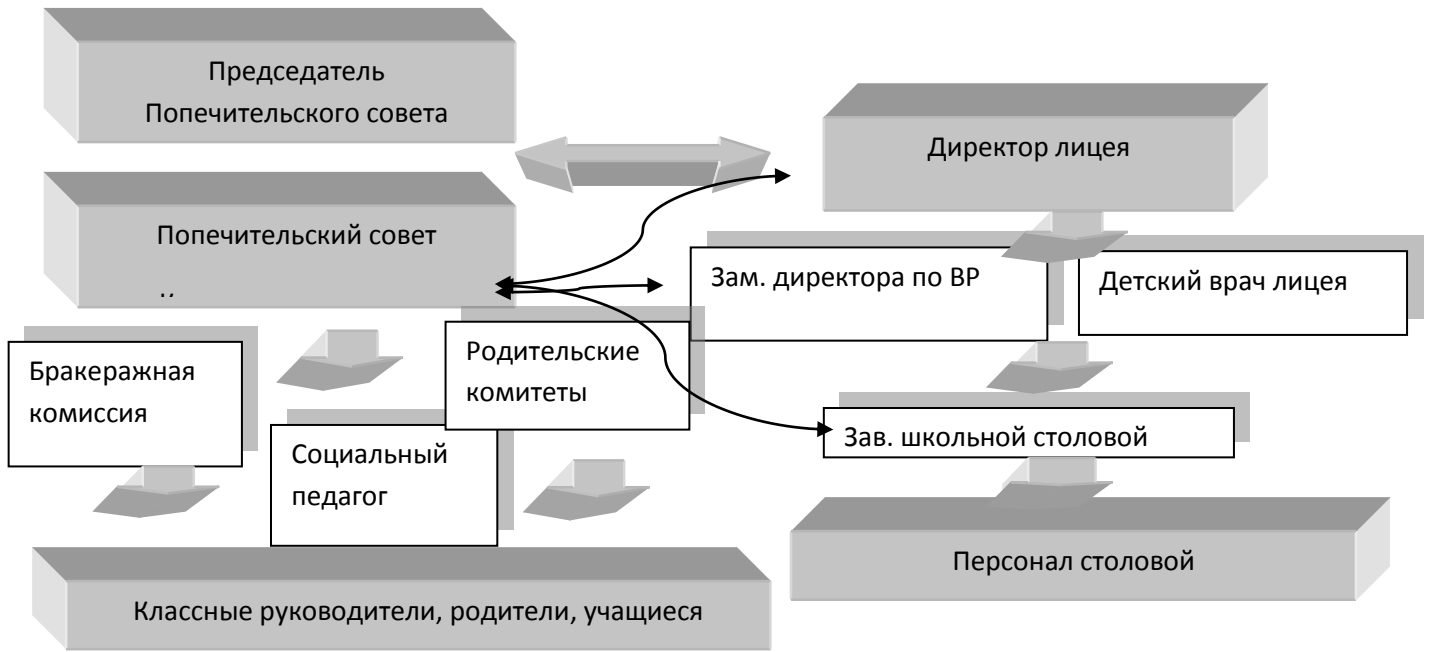 Председатель
Попечительского совета
Директор лицея
Попечительский совет
Зам. директора по ВР
Детский врач лицея
Родительские
комитеты
Бракеражная
комиссия
Зав. школьной столовой
Социальный
педагог
Персонал столовой
Классные руководители, родители, учащиеся